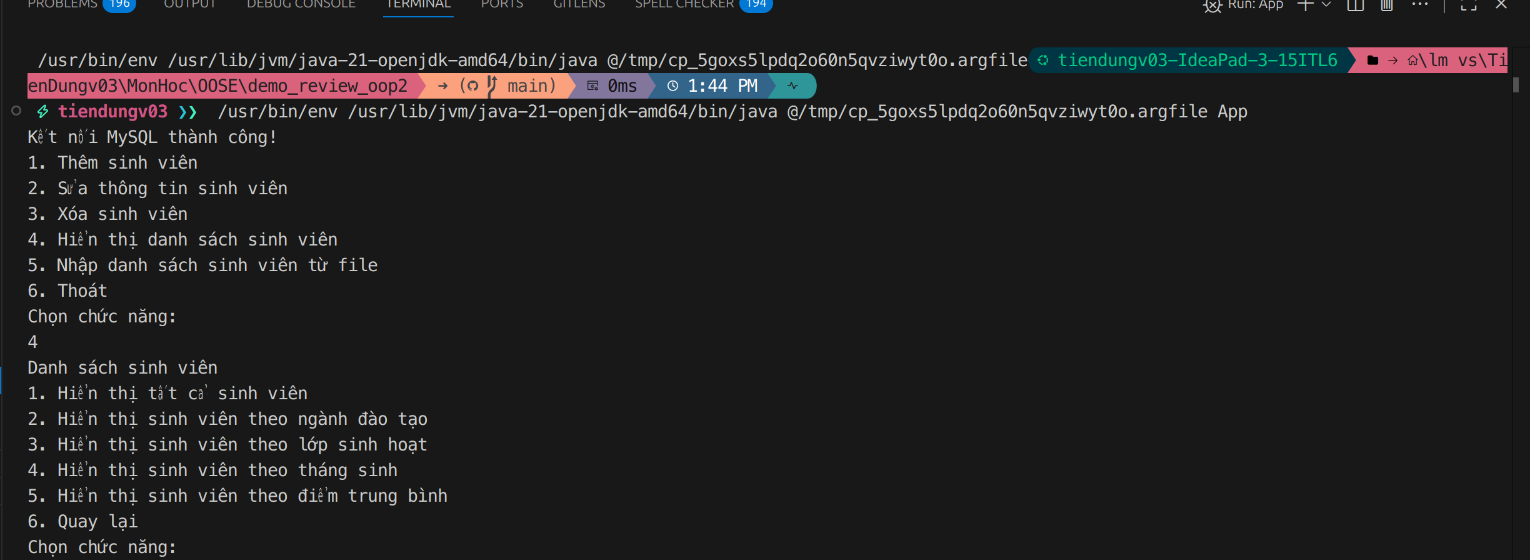 PROBLEMS 196 OUTPUT DEBUG CONSOLE TERMINAL PORTS GITLENS SPELL CHECKER 194 Run: App
/usr/bin/env /usr/lib/jvm/java-21-openjdk-amd64/bin/java @/tmp/cp_5goxs5lpdq2o60n5qvziwyt0o.argfile tiendungv03-IdeaPad-3-15ITL6 → \lm vs\Ti
enDungv03\MonHoc\OOSE\demo_review_oop2 → ( main) 0ms 1:44 PM
tiendungv03 ❯❯ /usr/bin/env /usr/lib/jvm/java-21-openjdk-amd64/bin/java @/tmp/cp_5goxs5lpdq2o60n5qvziwyt0o.argfile App
Kết nối MySQL thành công!
1. Thêm sinh viên
2. Sửa thông tin sinh viên
3. Xóa sinh viên
4. Hiển thị danh sách sinh viên
5. Nhập danh sách sinh viên từ file
6. Thoát
Chọn chức năng:
4
Danh sách sinh viên
1. Hiển thị tất cả sinh viên
2. Hiển thị sinh viên theo ngành đào tạo
3. Hiển thị sinh viên theo lớp sinh hoạt
4. Hiển thị sinh viên theo tháng sinh
5. Hiển thị sinh viên theo điểm trung bình
6. Quay lại
Chọn chức năng: